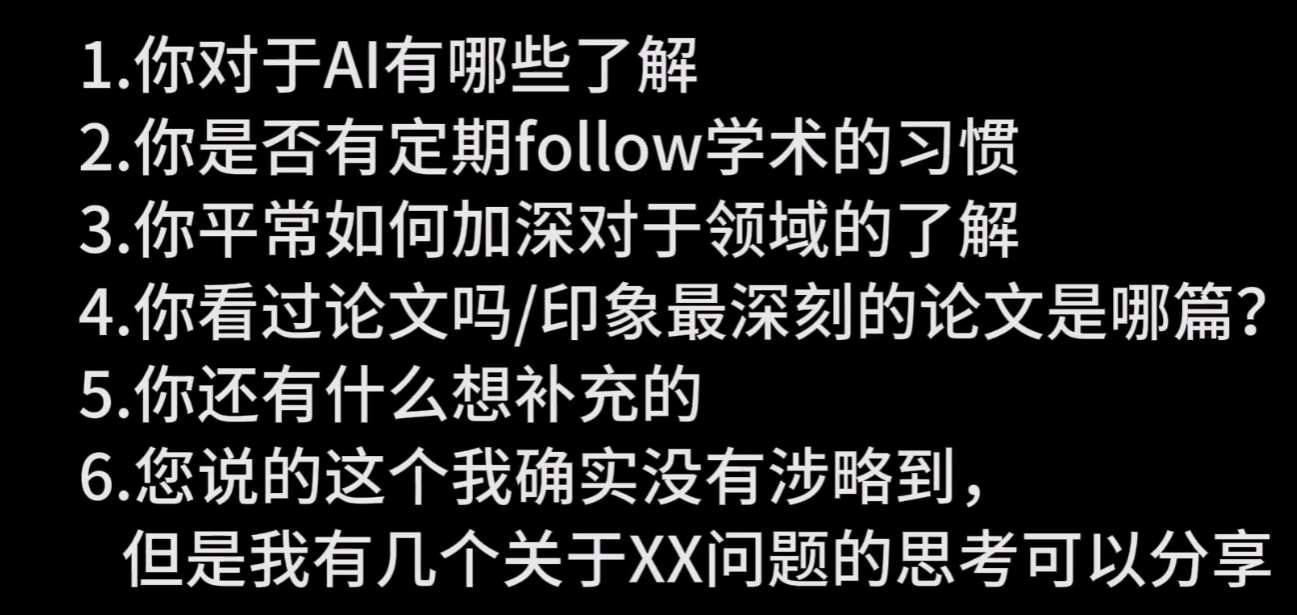 1.你对于AI有哪些了解
2.你是否有定期follow学术的习惯
3.你平常如何加深对于领域的了解
4.你看过论文吗/印象最深刻的论文是哪篇？
5.你还有什么想补充的
6.您说的这个我确实没有涉略到，
但是我有几个关于XX问题的思考可以分享